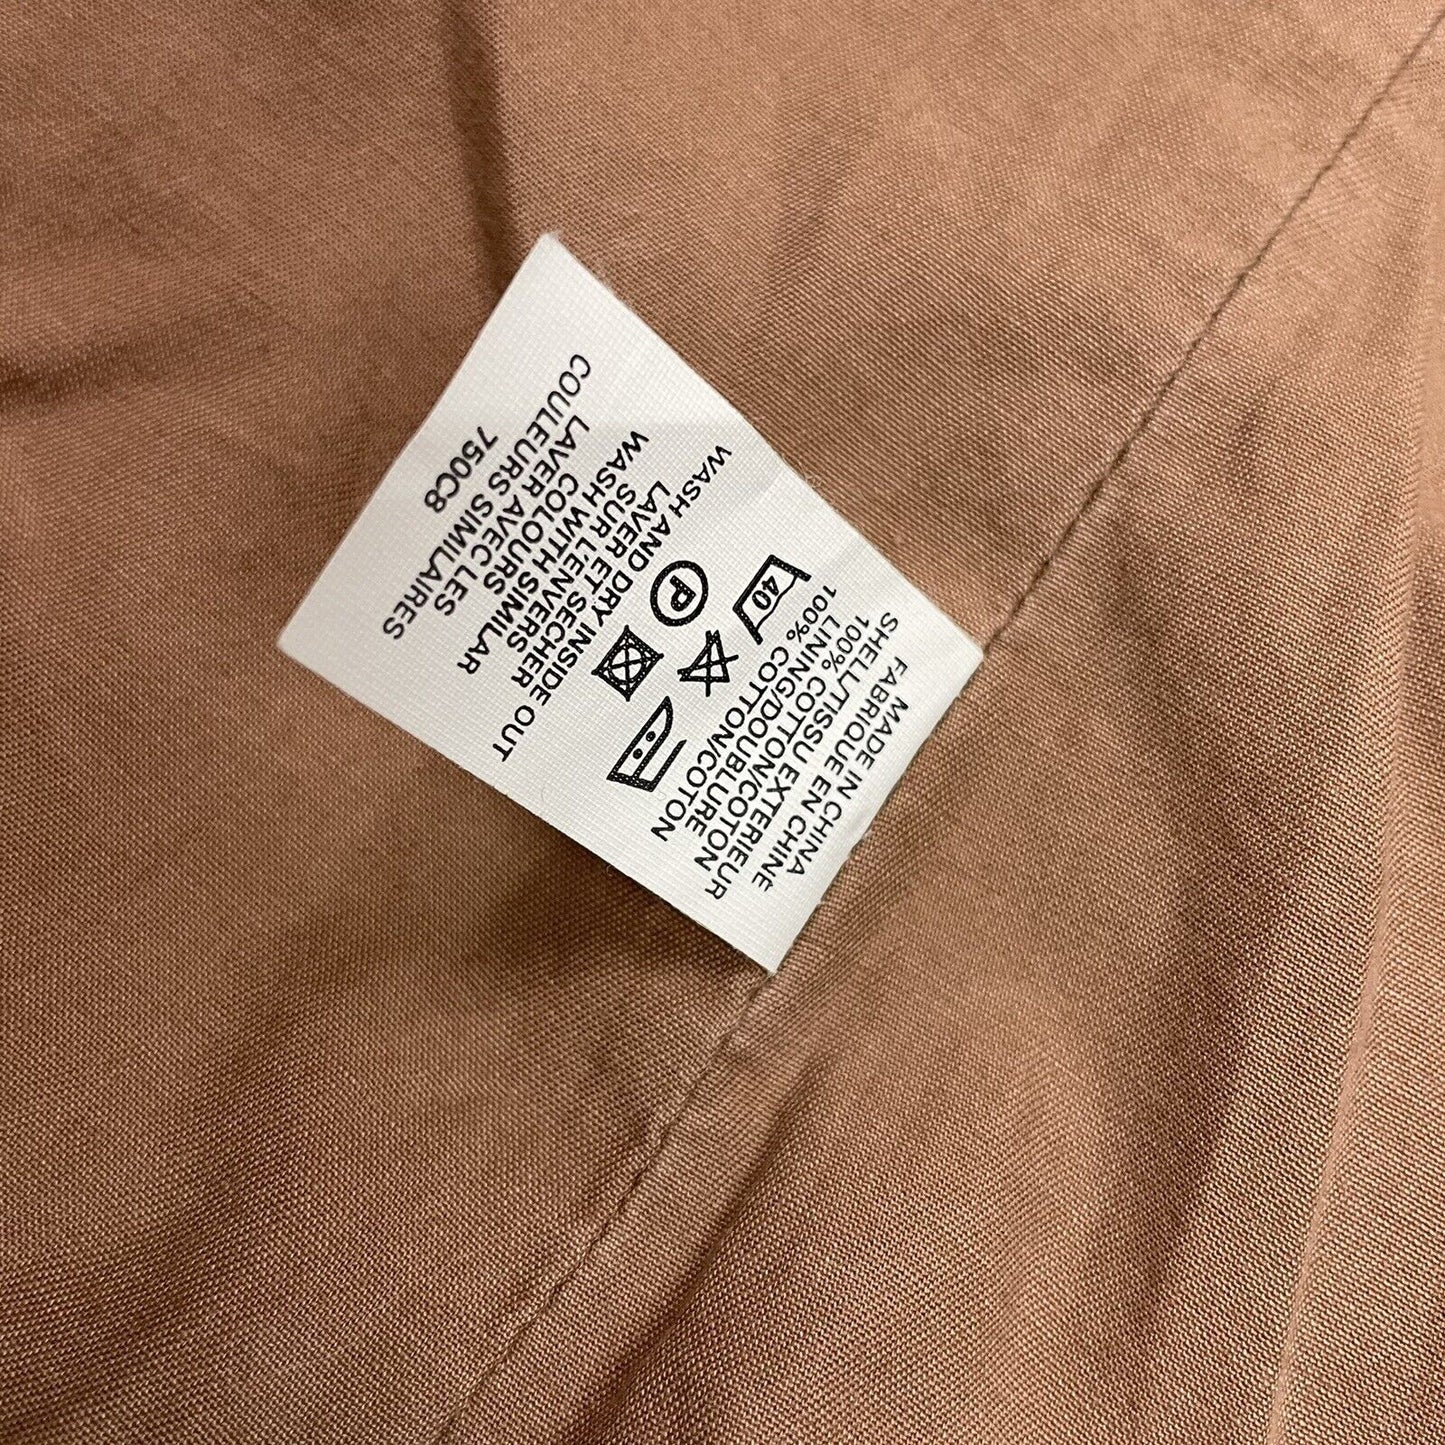 MADE IN CHINA
FABRIQUE EN CHINE
SHELL/TISSU EXTERIEUR
100% COTTON/COTON
LINING/DOUBLURE
100% COTTON/COTON
40
P
WASH AND DRY INSIDE OUT
LAVER ET SECHER
SUR L'ENVERS
WASH WITH SIMILAR
COLOURS
LAVER AVEC LES
COULEURS SIMILAIRES
750C8